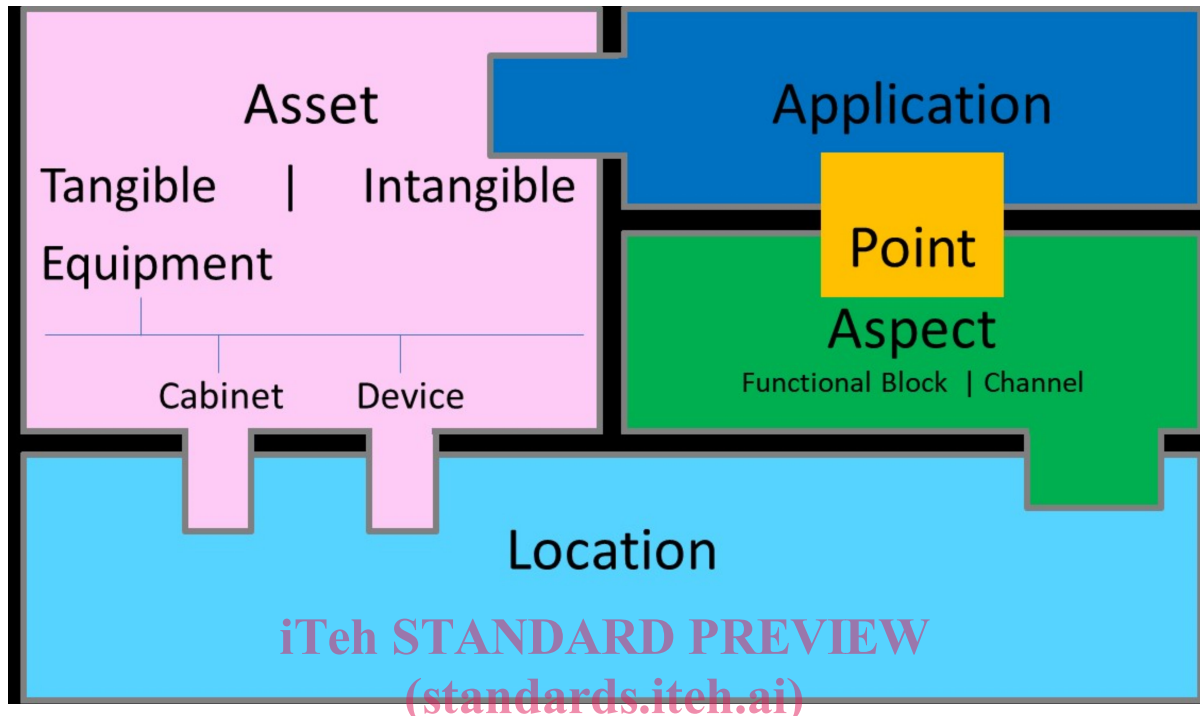 Asset
Tangible | Intangible
Equipment
Cabinet Device
Application
Point
Aspect
Functional Block | Channel
Location
iTeh STANDARD PREVIEW
(standards.iteh.ai)